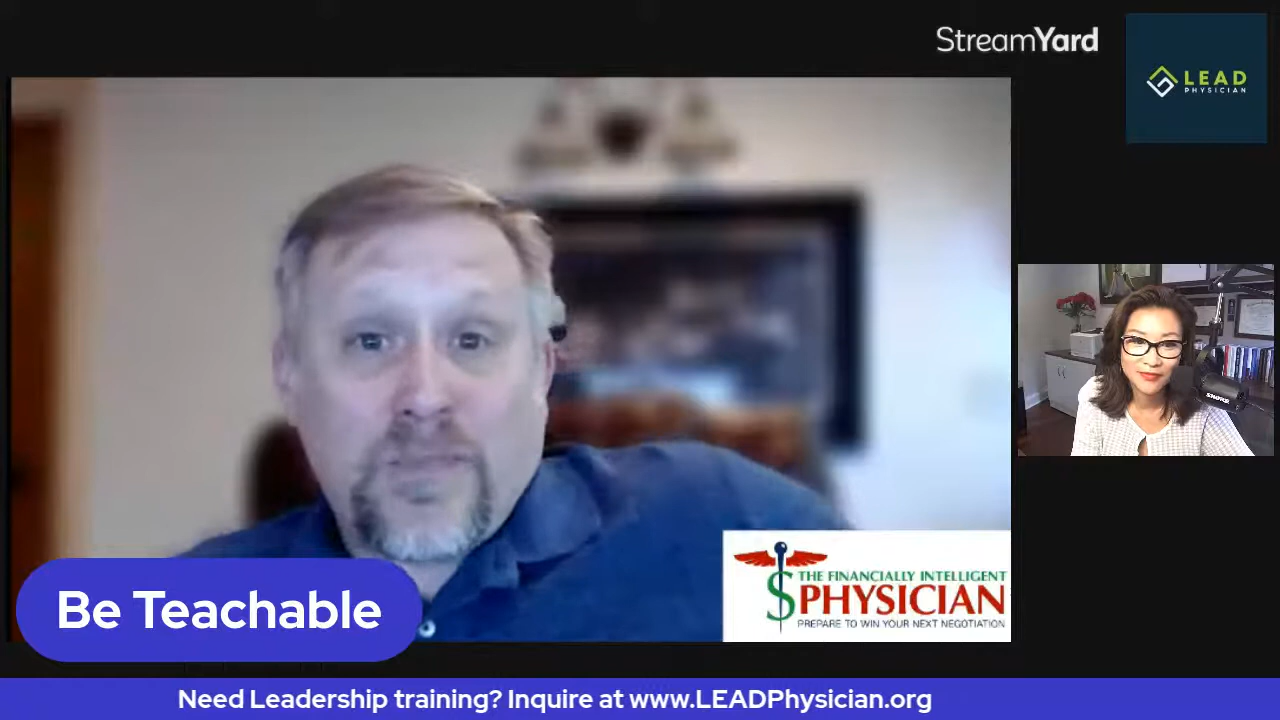 StreamYard
LEAD
PHYSICIAN
SHURE
THE FINANCIALLY INTELLIGENT
$PHYSICIAN
PREPARE TO WIN YOUR NEXT NEGOTIATION
Be Teachable
Need Leadership training? Inquire at www.LEADPhysician.org